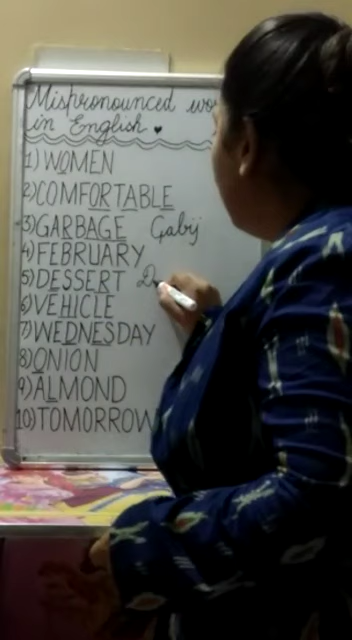 Mispronounced wo
in English.
1) WOMEN
2) COMFORTABLE
3) GARBAGE Gabij
4) FEBRUARY
5) DESSERT
6) VEHICLE
7) WEDNESDAY
8) ONION
9) ALMOND
10) TOMORROW